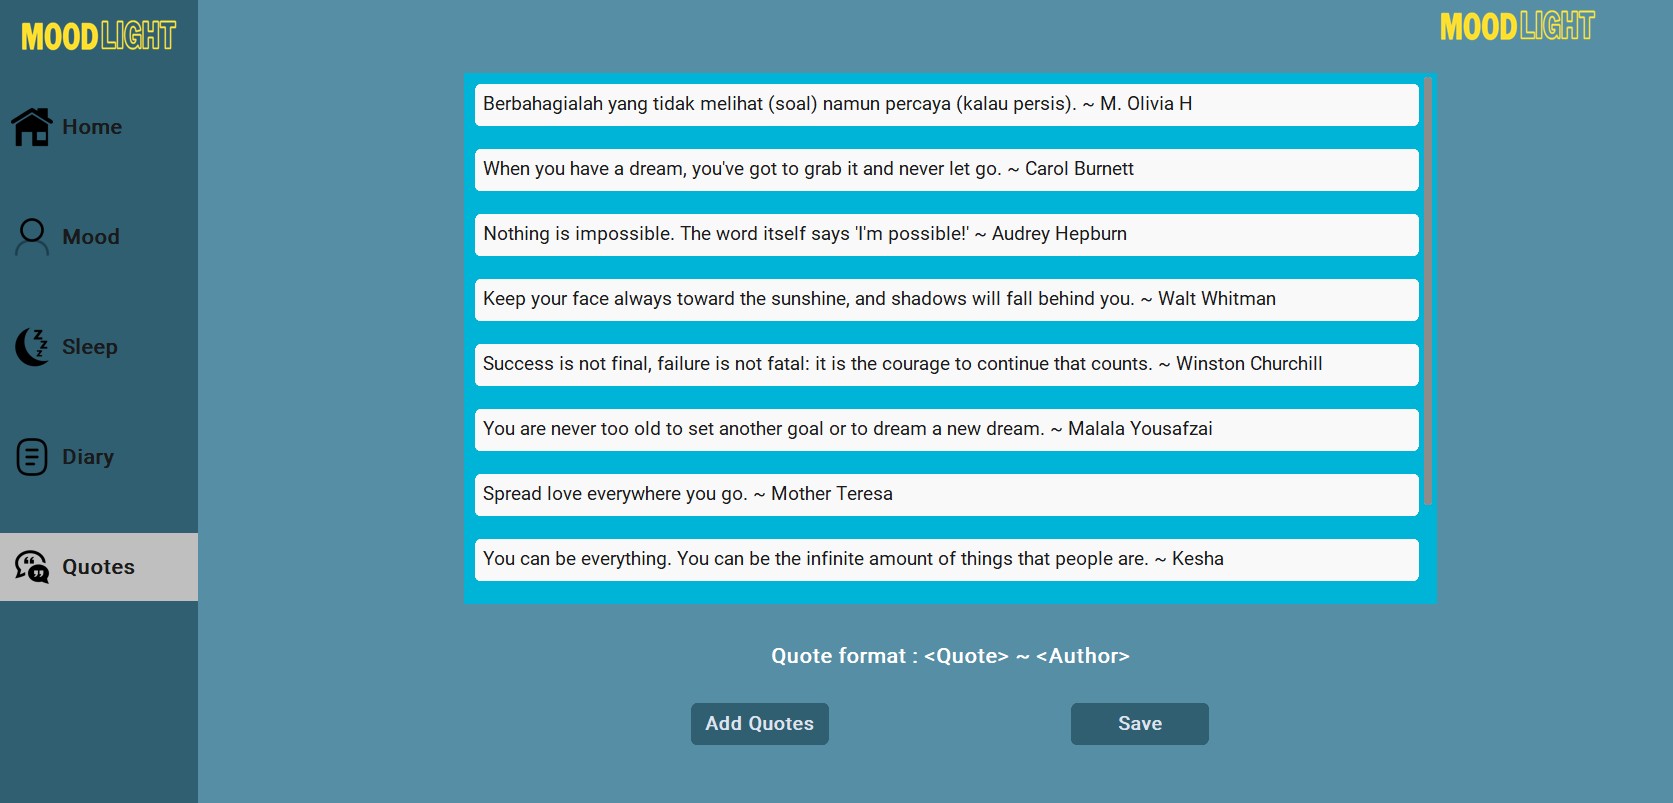 MOODLIGHT
MOODLIGHT
Home
Mood
Sleep
Diary
Quotes
Berbahagialah yang tidak melihat (soal) namun percaya (kalau persis). ~ M. Olivia H
When you have a dream, you've got to grab it and never let go. ~ Carol Burnett
Nothing is impossible. The word itself says 'I'm possible!' ~ Audrey Hepburn
Keep your face always toward the sunshine, and shadows will fall behind you. ~ Walt Whitman
Success is not final, failure is not fatal: it is the courage to continue that counts. ~ Winston Churchill
You are never too old to set another goal or to dream a new dream. ~ Malala Yousafzai
Spread love everywhere you go. ~ Mother Teresa
You can be everything. You can be the infinite amount of things that people are. ~ Kesha
Quote format : <Quote> ~ <Author>
Add Quotes
Save